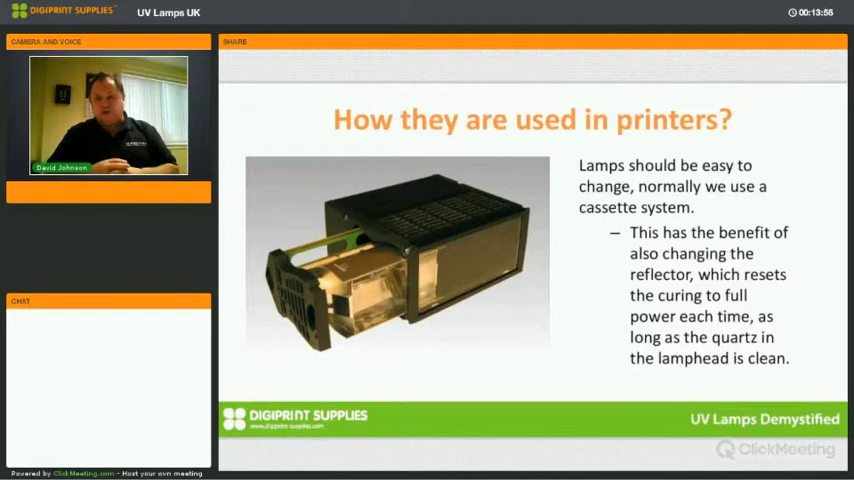 DIGIPRINT SUPPLIES
UV Lamps UK
00:13:56
CAMERA AND VOICE
David Johnson
CHAT
Powered by ClickMeeting.com - Host your own meeting
SHARE
How they are used in printers?
Lamps should be easy to
change, normally we use a
cassette system.
– This has the benefit of
also changing the
reflector, which resets
the curing to full
power each time, as
long as the quartz in
the lamphead is clean.
DIGIPRINT SUPPLIES
www.digiprint-supplies.com
UV Lamps Demystified
ClickMeeting